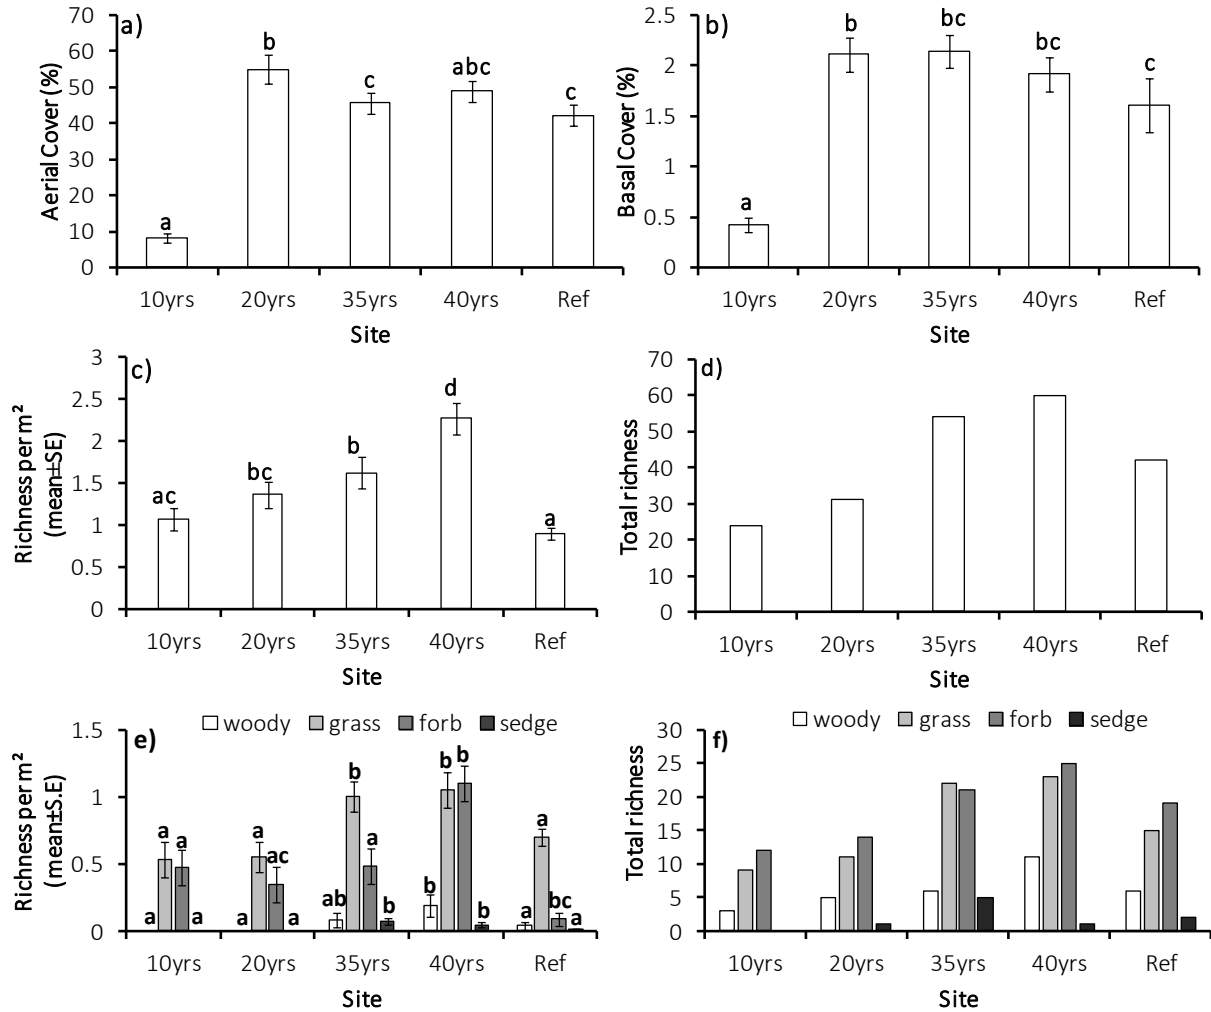 a)
Aerial Cover (%)
70
60
50
40
30
20
10
0
a
b
c
abc
c
10yrs 20yrs 35yrs 40yrs Ref
Site
b)
Basal Cover (%)
2.5
2
1.5
1
0.5
0
a
b
bc
bc
c
10yrs 20yrs 35yrs 40yrs Ref
Site
c)
Richness per m²
(mean±SE)
3
2.5
2
1.5
1
0.5
0
ac
bc
b
d
a
10yrs 20yrs 35yrs 40yrs Ref
Site
d)
Total richness
70
60
50
40
30
20
10
0
10yrs 20yrs 35yrs 40yrs Ref
Site
woody grass forb sedge
e)
Richness per m²
(mean±S.E)
1.5
1
0.5
0
a a a a
a a ac a
ab b a b
b b b b
a a bc a
10yrs 20yrs 35yrs 40yrs Ref
Site
woody grass forb sedge
f)
Total richness
30
25
20
15
10
5
0
10yrs 20yrs 35yrs 40yrs Ref
Site